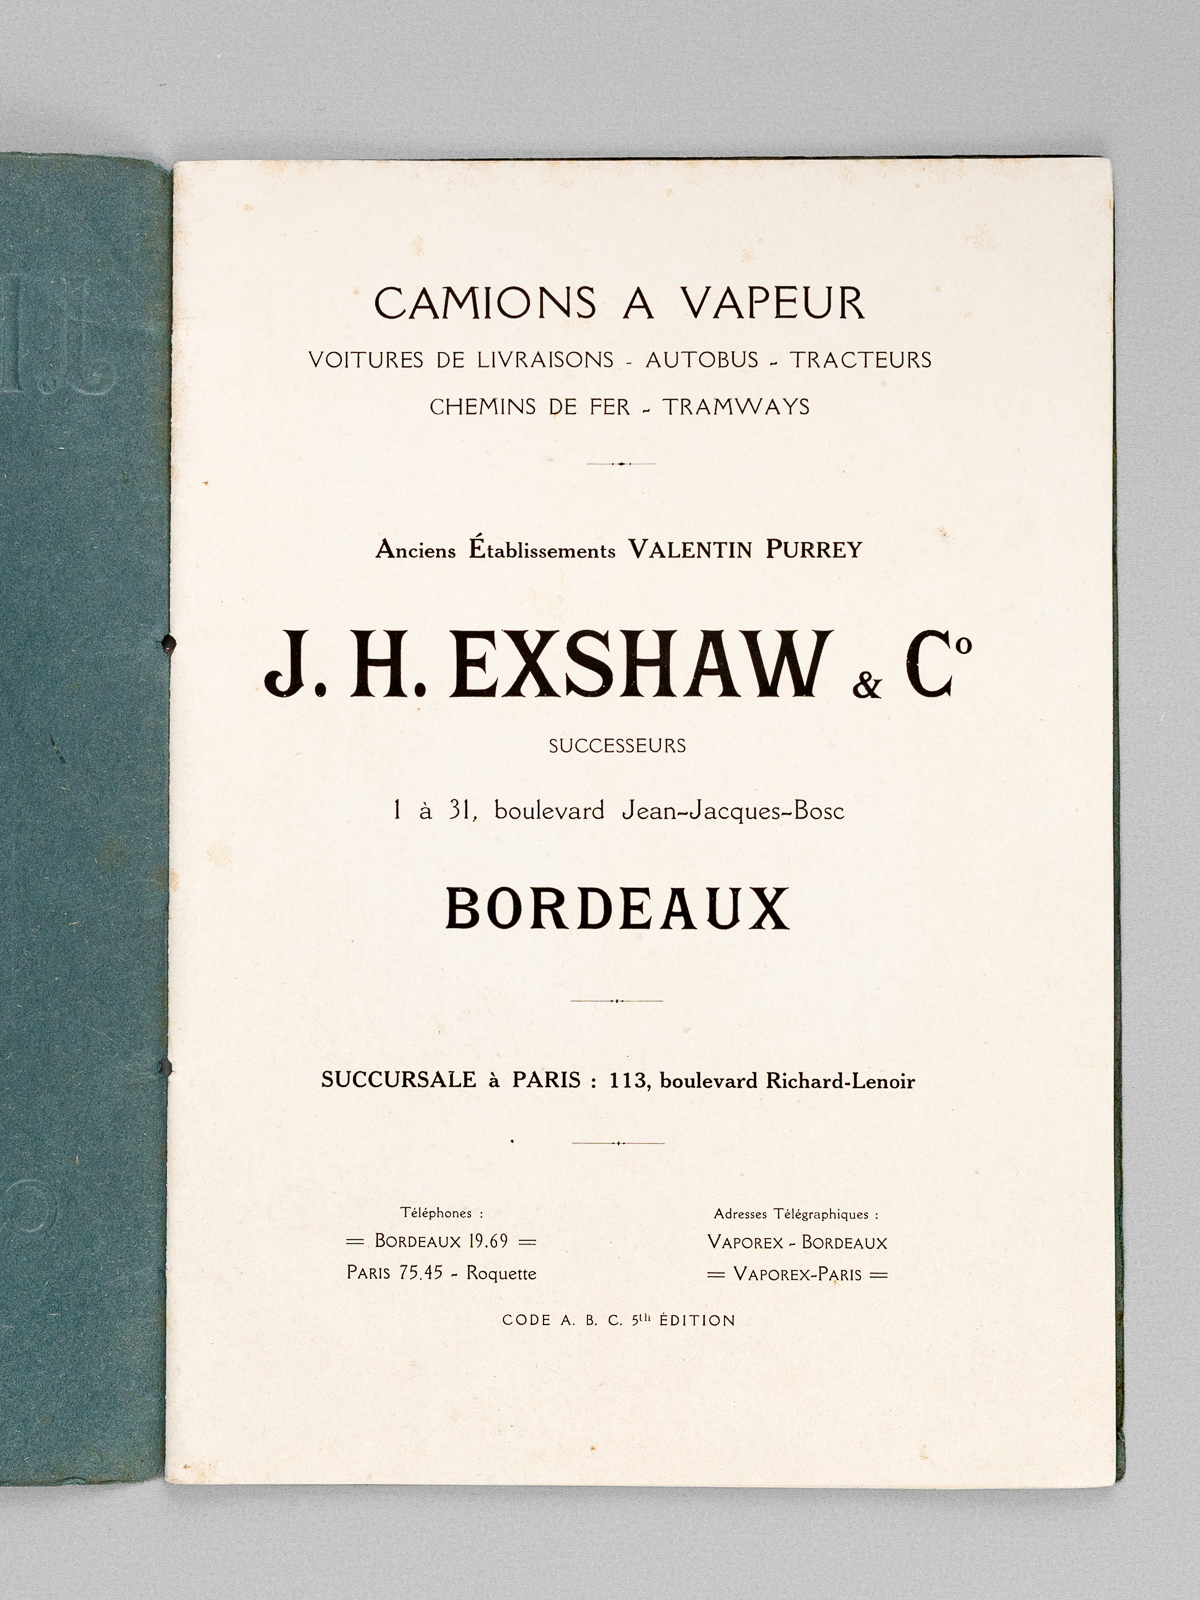 CAMIONS A VAPEUR
VOITURES DE LIVRAISONS - AUTOBUS - TRACTEURS
CHEMINS DE FER - TRAMWAYS
Anciens Établissements VALENTIN PURREY
J. H. EXSHAW & Cº
SUCCESSEURS
1 à 31, boulevard Jean-Jacques-Bosc
BORDEAUX
SUCCURSALE à PARIS : 113, boulevard Richard-Lenoir
Téléphones :
BORDEAUX 19.69
PARIS 75.45 - Roquette
Adresses Télégraphiques :
VAPOREX - BORDEAUX
VAPOREX-PARIS
CODE A. B. C. 5th ÉDITION